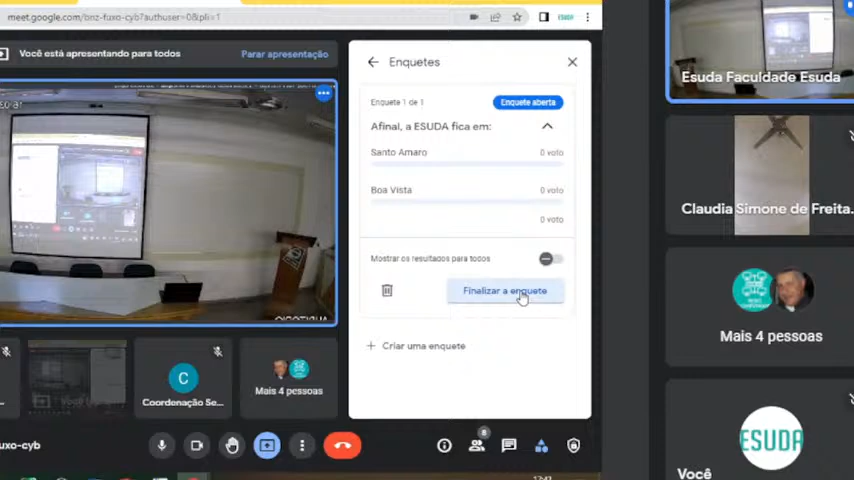 meet.google.com/bnz-fuxo-cyb?authuser=0&pli=1
ESUDA
Você está apresentando para todos
Parar apresentação
Enquetes
Enquete 1 de 1
Enquete aberta
Afinal, a ESUDA fica em:
Santo Amaro
0 voto
Boa Vista
0 voto
0 voto
Mostrar os resultados para todos
Finalizar a enquete
Criar uma enquete
C
Coordenação Se...
Mais 4 pessoas
uxo-cyb
8
Esuda Faculdade Esuda
Claudia Simone de Freita...
Mais 4 pessoas
ESUDA
Você